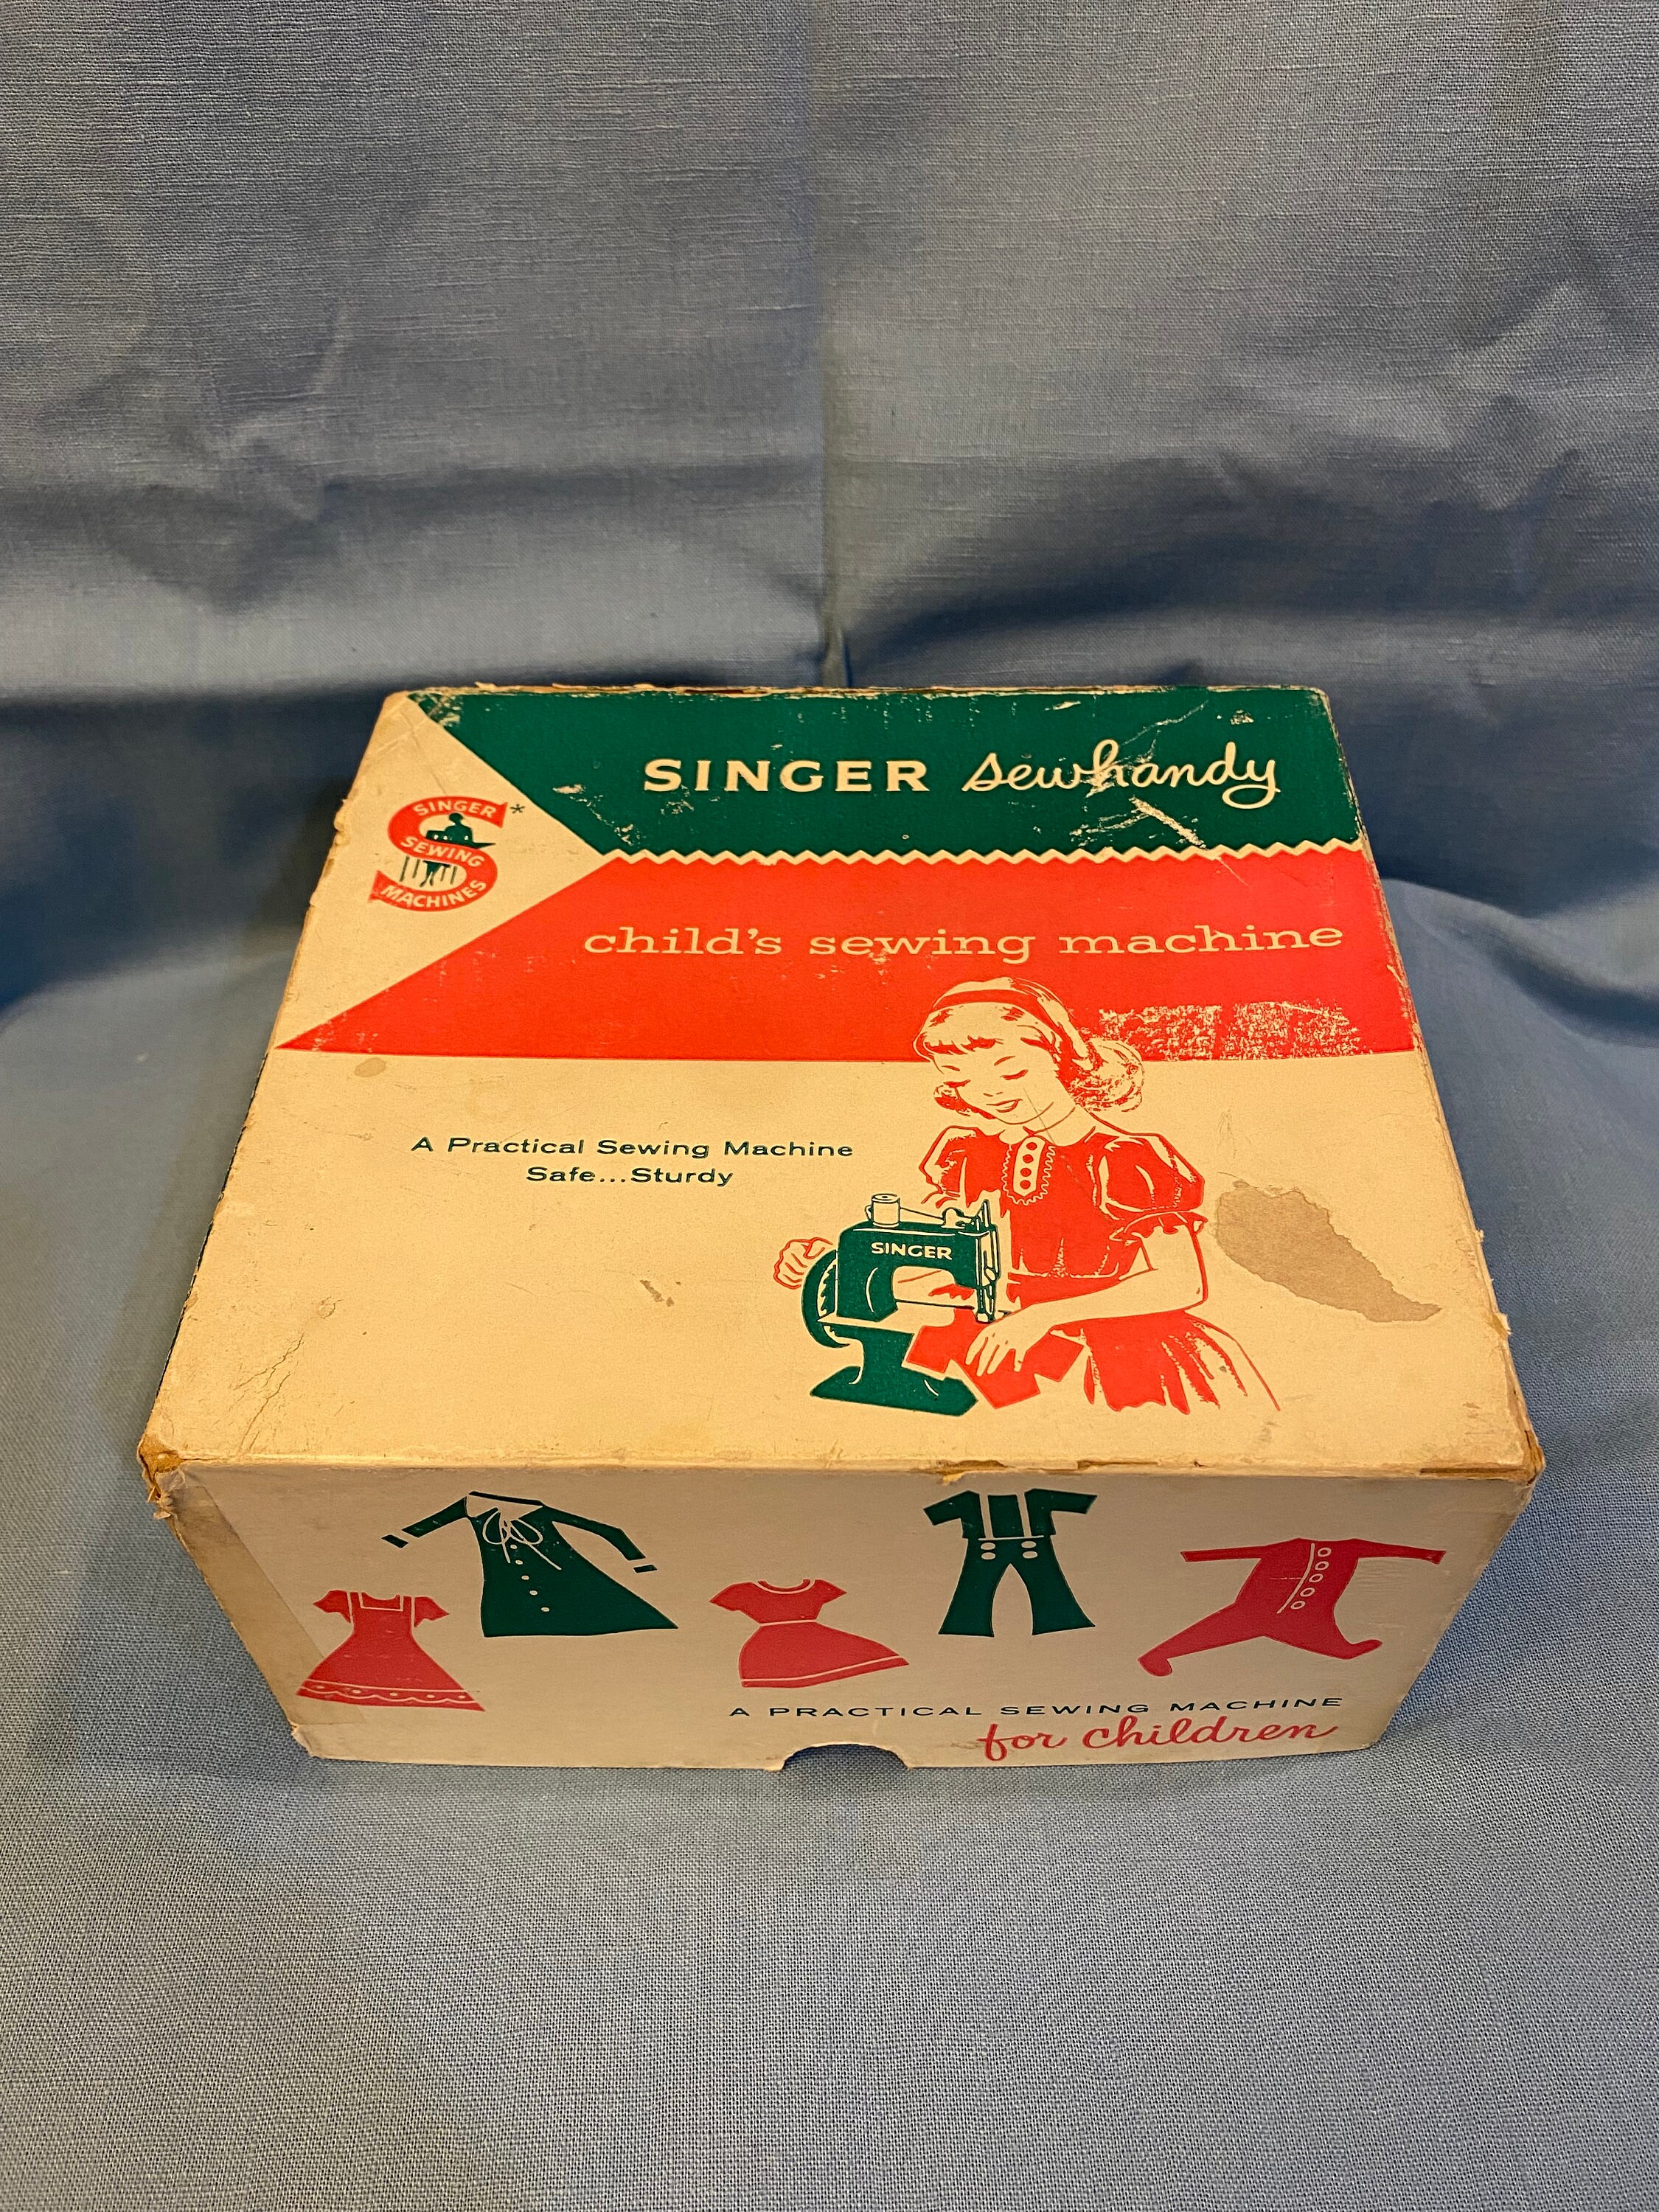 SINGER sewhandy
SINGER *
SEWING
MACHINES
child's sewing machine
A Practical Sewing Machine
Safe...Sturdy
SINGER
A PRACTICAL SEWING MACHINE
for children